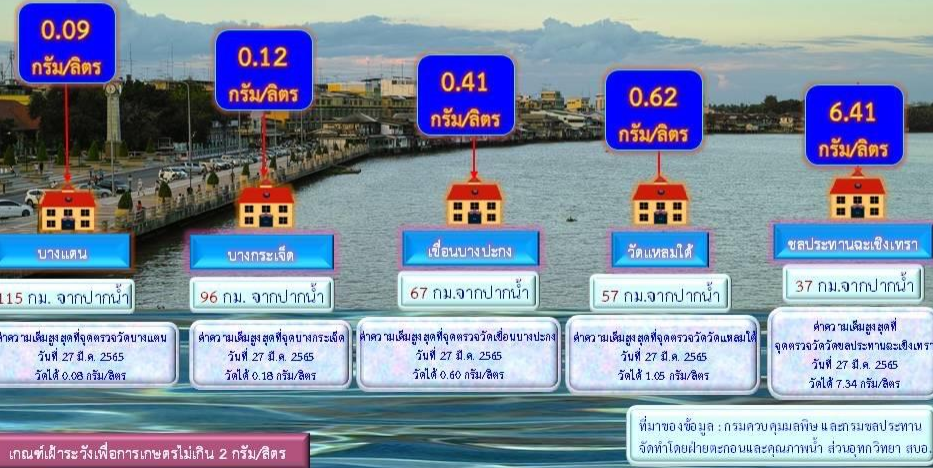 0.09
กรัม/ลิตร
0.12
กรัม/ลิตร
0.41
กรัม/ลิตร
0.62
กรัม/ลิตร
6.41
กรัม/ลิตร
บางแตน
บางกระเจ็ด
เขื่อนบางปะกง
วัดแหลมใต้
ชลประทานฉะเชิงเทรา
115 กม. จากปากน้ำ
96 กม. จากปากน้ำ
67 กม.จากปากน้ำ
57 กม.จากปากน้ำ
37 กม.จากปากน้ำ
ค่าความเค็มสูงสุดที่จุดตรวจวัดบางแตน
วันที่ 27 มี.ค. 2565
วัดได้ 0.08 กรัม/ลิตร
ค่าความเค็มสูงสุดที่จุดบางกระเจ็ด
วันที่ 27 มี.ค. 2565
วัดได้ 0.18 กรัม/ลิตร
ค่าความเค็มสูงสุดที่จุดตรวจวัดเขื่อนบางปะกง
วันที่ 27 มี.ค. 2565
วัดได้ 0.60 กรัม/ลิตร
ค่าความเค็มสูงสุดที่จุดตรวจวัดวัดแหลมใต้
วันที่ 27 มี.ค. 2565
วัดได้ 1.05 กรัม/ลิตร
ค่าความเค็มสูงสุดที่
จุดตรวจวัดวัดชลประทานฉะเชิงเทรา
วันที่ 27 มี.ค. 2565
วัดได้ 7.34 กรัม/ลิตร
เกณฑ์เฝ้าระวังเพื่อการเกษตรไม่เกิน 2 กรัม/ลิตร
ที่มาของข้อมูล : กรมควบคุมมลพิษ และกรมชลประทาน
จัดทำโดยฝ่ายตะกอนและคุณภาพน้ำ ส่วนอุทกวิทยา สบอ.